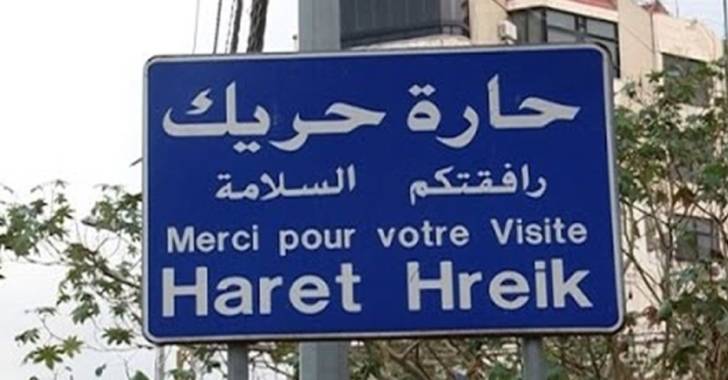 حارة حريك
رافقتكم السلامة
Merci pour votre Visite
Haret Hreik